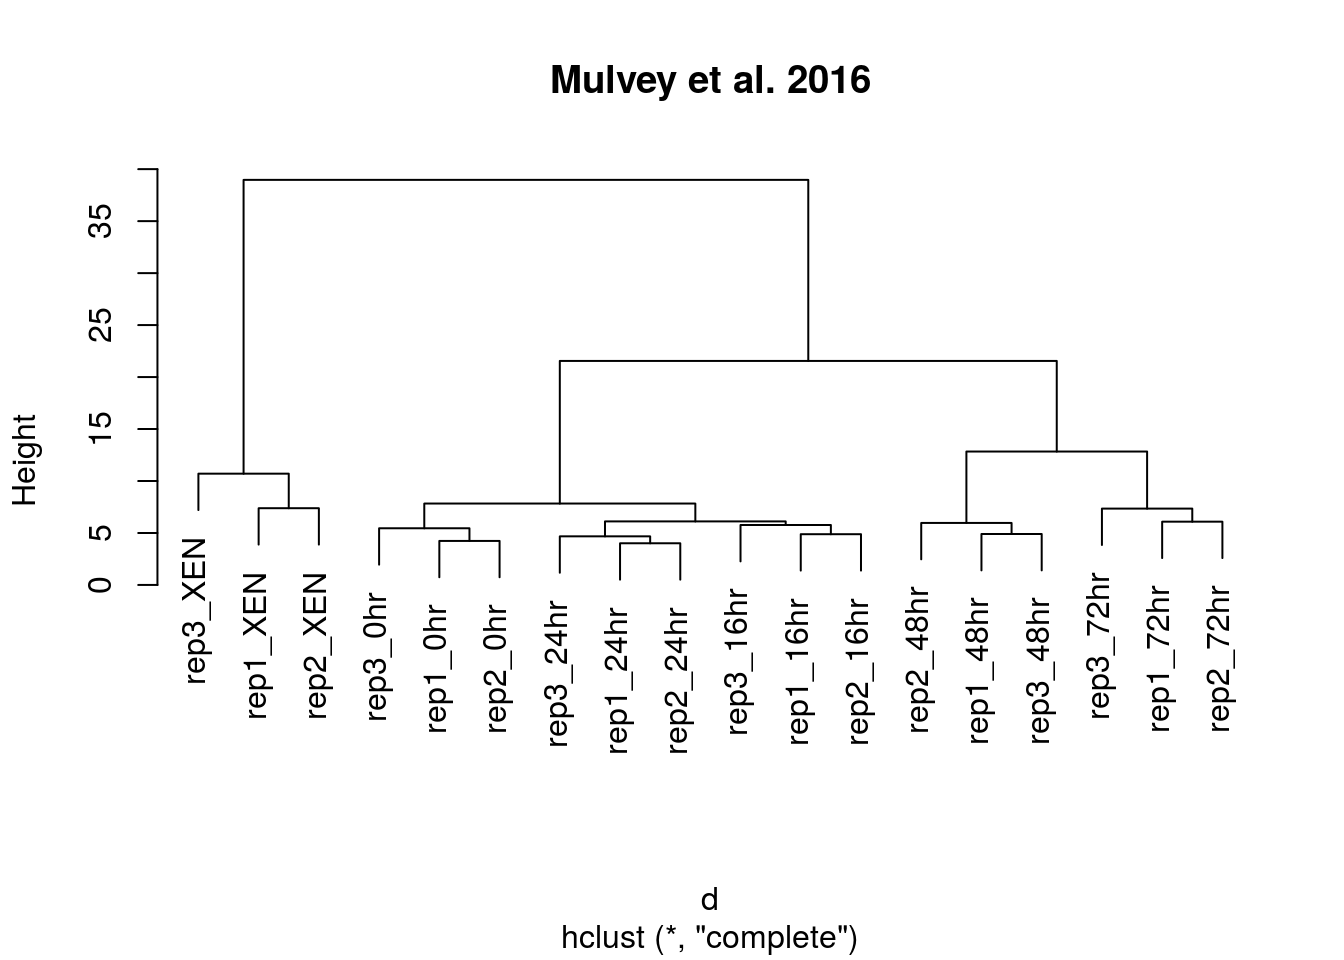 Mulvey et al. 2016
Height
35
25
15
5
0
rep3_XEN
rep1_XEN
rep2_XEN
rep3_0hr
rep1_0hr
rep2_0hr
rep3_24hr
rep1_24hr
rep2_24hr
rep3_16hr
rep1_16hr
rep2_16hr
rep2_48hr
rep1_48hr
rep3_48hr
rep3_72hr
rep1_72hr
rep2_72hr
d
hclust (*, "complete")